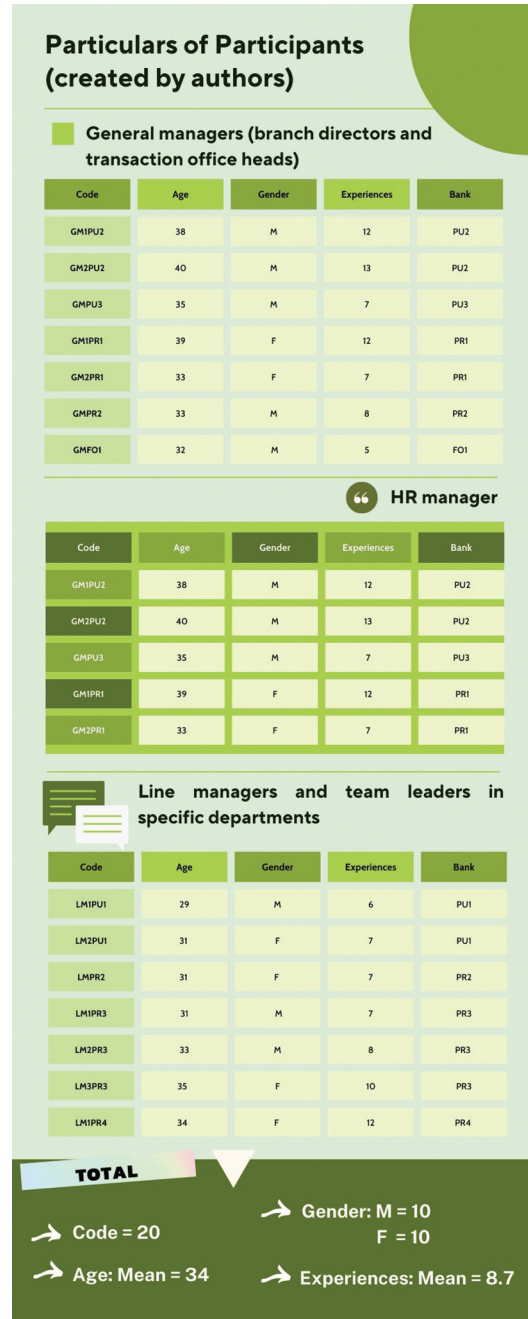 Particulars of Participants
(created by authors)
General managers (branch directors and
transaction office heads)
Code Age Gender Experiences Bank
GM1PU2 38 M 12 PU2
GM2PU2 40 M 13 PU2
GMPU3 35 M 7 PU3
GM1PR1 39 F 12 PR1
GM2PR1 33 F 7 PR1
GMPR2 33 M 8 PR2
GMFO1 32 M 5 FO1
HR manager
Code Age Gender Experiences Bank
GM1PU2 38 M 12 PU2
GM2PU2 40 M 13 PU2
GMPU3 35 M 7 PU3
GM1PR1 39 F 12 PR1
GM2PR1 33 F 7 PR1
Line managers and team leaders in
specific departments
Code Age Gender Experiences Bank
LM1PU1 29 M 6 PU1
LM2PU1 31 F 7 PU1
LMPR2 31 F 7 PR2
LM1PR3 31 M 7 PR3
LM2PR3 33 M 8 PR3
LM3PR3 35 F 10 PR3
LM1PR4 34 F 12 PR4
TOTAL
Code = 20
Age: Mean = 34
Gender: M = 10
F = 10
Experiences: Mean = 8.7